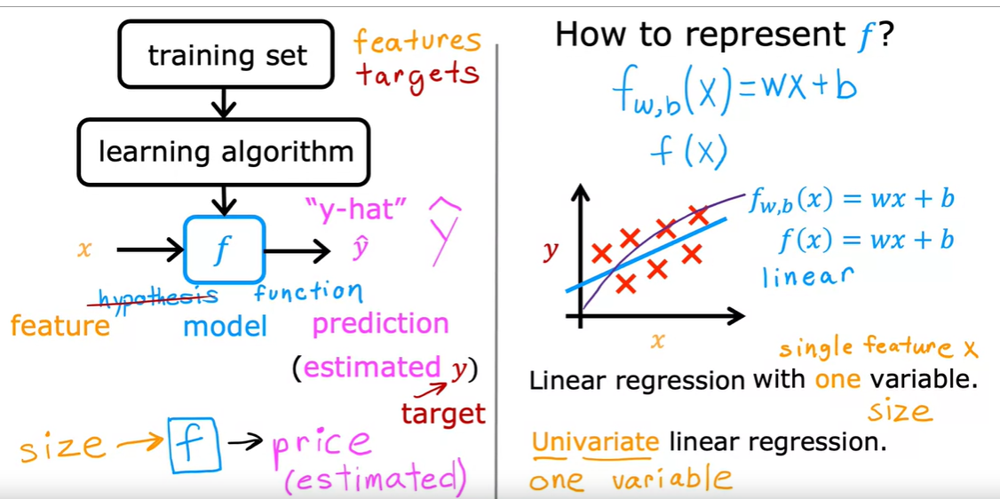 training set
features
targets
learning algorithm
"y-hat"
ŷ
x
f
ŷ
hypothesis
function
feature
model
prediction
(estimated y)
target
size → f → price
(estimated)
How to represent f?
f_{w,b}(x) = wx + b
f(x)
f_{w,b}(x) = wx + b
f(x) = wx + b
linear
y
x
single feature x
Linear regression with one variable.
size
Univariate linear regression.
one variable